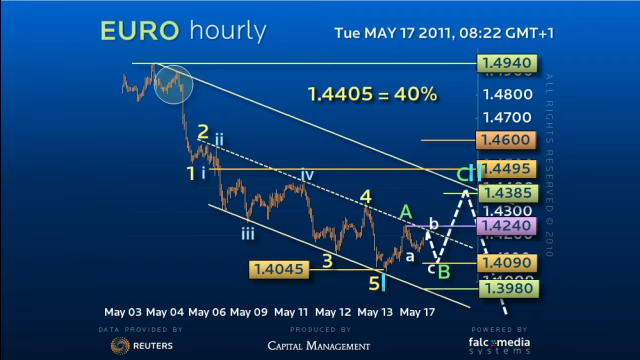 EURO hourly
Tue MAY 17 2011, 08:22 GMT+1
1.4940
1.4800
1.4405 = 40%
1.4700
2
ii
1.4600
1
i
iv
1.4495
C
1.4385
4
A
b
1.4300
1.4240
iii
3
a
c
B
1.4090
1.4045
5
I
1.3980
May 03 May 04 May 06 May 09 May 11 May 12 May 13 May 17
DATA PROVIDED BY
PRODUCED BY
POWERED BY
REUTERS
CAPITAL MANAGEMENT
falc media
systems
ALL RIGHTS RESERVED © 2010